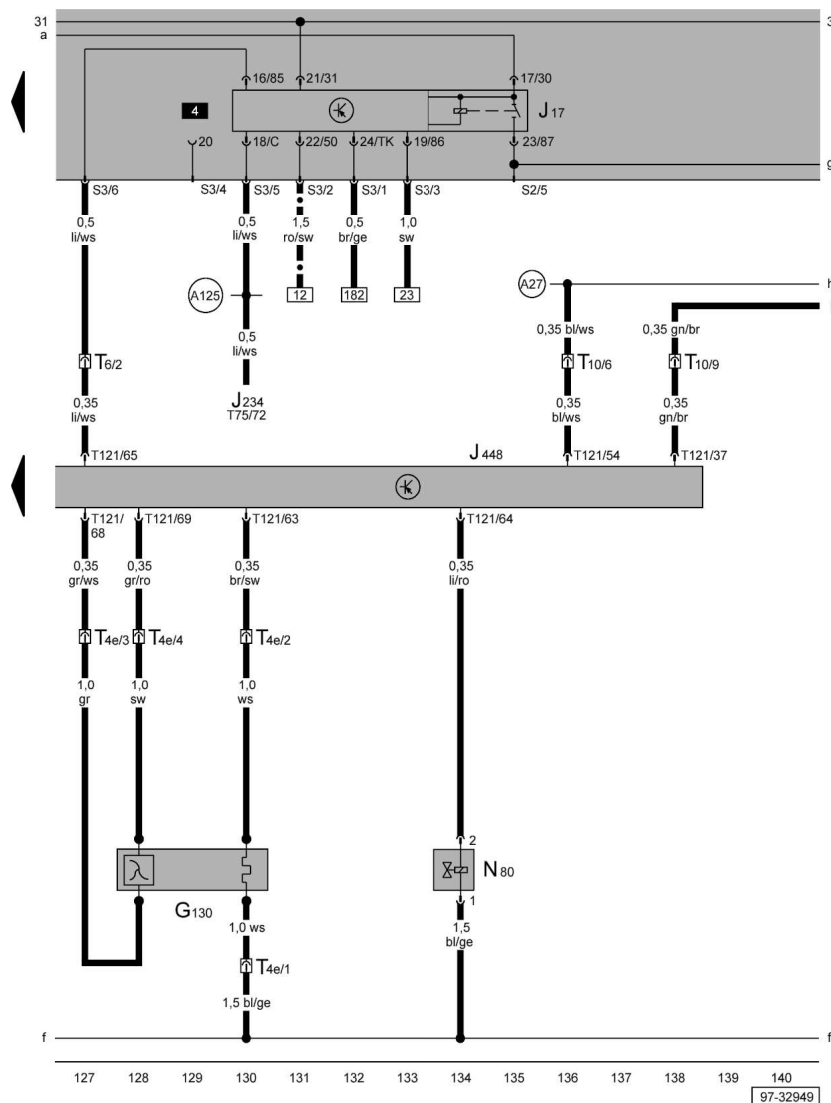 31
3
a
16/85
21/31
17/30
4
J 17
20
18/C
22/50
24/TK
19/86
23/87
g
S3/6
S3/4
S3/5
S3/2
S3/1
S3/3
S2/5
0,5
li/ws
0,5
li/ws
1,5
ro/sw
0,5
br/ge
1,0
sw
A125
12
182
23
A27
h
0,5
li/ws
0,35 bl/ws
0,35 gn/br
T6/2
T10/6
T10/9
J234
T75/72
0,35
li/ws
0,35
bl/ws
0,35
gn/br
T121/65
J 448
T121/54
T121/37
T121/
68
T121/69
T121/63
T121/64
0,35
gr/ws
0,35
gr/ro
0,35
br/sw
0,35
li/ro
T4e/3
T4e/4
T4e/2
1,0
gr
1,0
sw
1,0
ws
2
N 80
G130
1
1,0 ws
1,5
bl/ge
T4e/1
1,5 bl/ge
f
f
127 128 129 130 131 132 133 134 135 136 137 138 139 140
97-32949